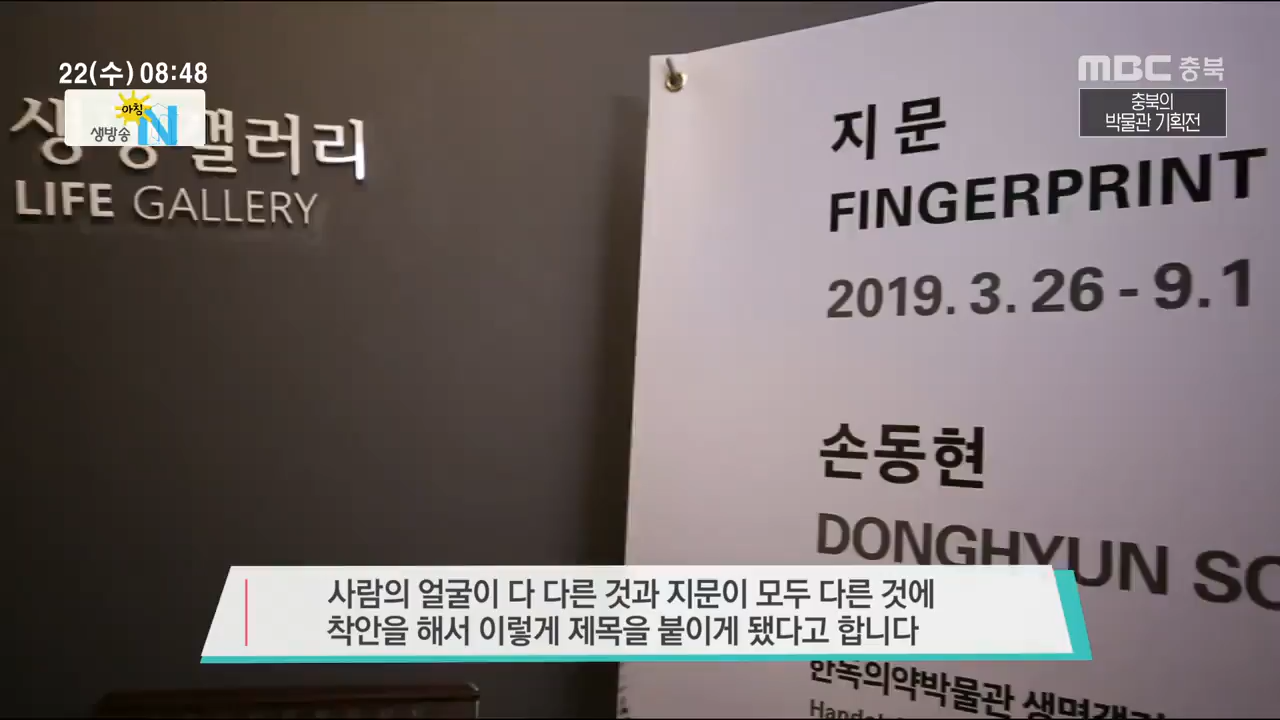 22(수) 08:48
아침
생방송 N
MBC 충북
충북의
박물관 기획전
갤러리
LIFE GALLERY
지문
FINGERPRINT
2019. 3. 26 - 9.1
손동현
DONGHYUN
사람의 얼굴이 다 다른 것과 지문이 모두 다른 것에
착안을 해서 이렇게 제목을 붙이게 됐다고 합니다
한독의약박물관